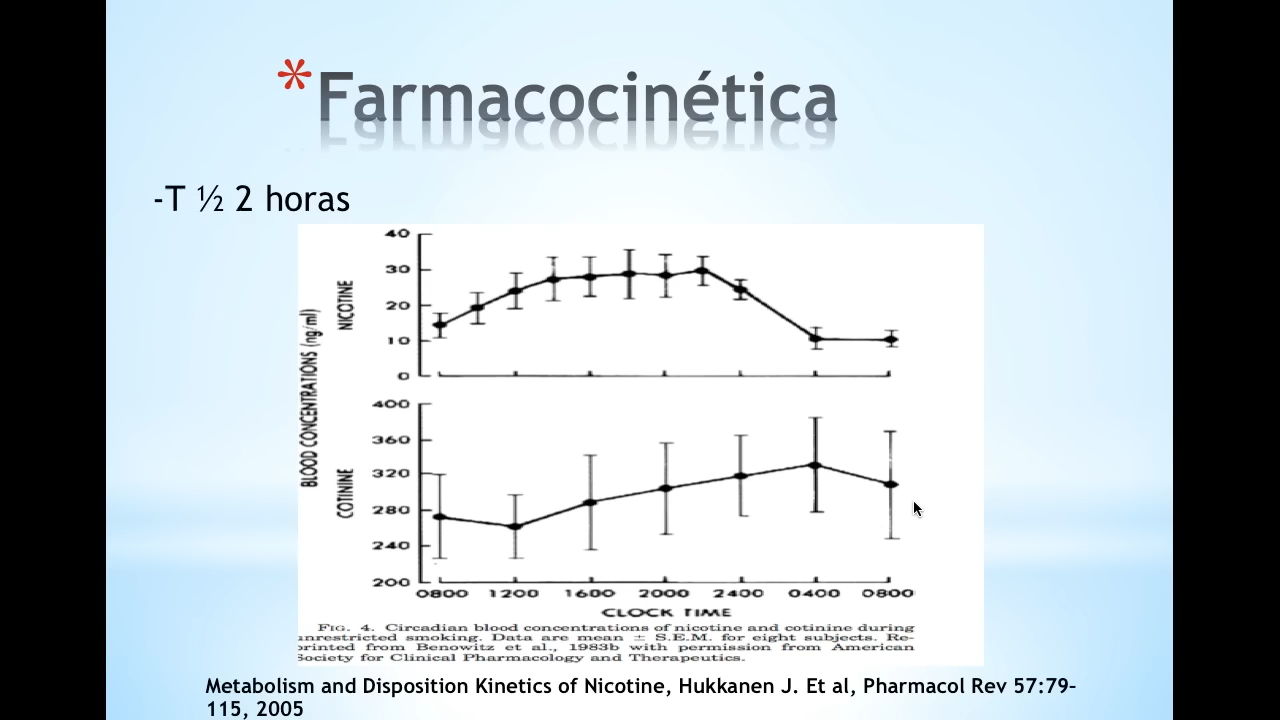 *Farmacocinética
-T ½ 2 horas
40
30
20
10
0
NICOTINE
BLOOD CONCENTRATIONS (ng/ml)
400
360
320
280
240
200
COTININE
0800 1200 1600 2000 2400 0400 0800
CLOCK TIME
FIG. 4. Circadian blood concentrations of nicotine and cotinine during
unrestricted smoking. Data are mean ± S.E.M. for eight subjects. Re-
printed from Benowitz et al., 1983b with permission from American
Society for Clinical Pharmacology and Therapeutics.
Metabolism and Disposition Kinetics of Nicotine, Hukkanen J. Et al, Pharmacol Rev 57:79–
115, 2005